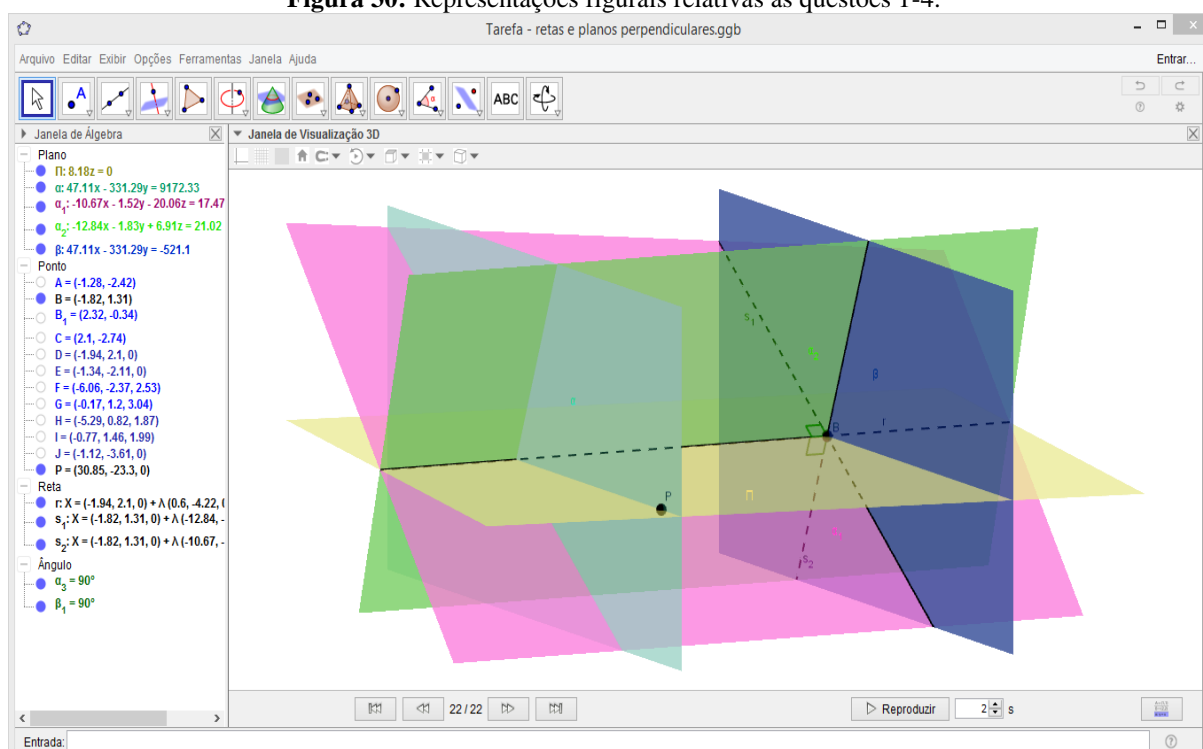 Figura 30: Representações figurais relativas às questões 1-4.
Tarefa - retas e planos perpendiculares.ggb
Arquivo Editar Exibir Opções Ferramentas Janela Ajuda
Entrar...
A
α
ABC
Janela de Álgebra
Janela de Visualização 3D
Plano
Π: 8.18z = 0
α: 47.11x - 331.29y = 9172.33
α₁: -10.67x - 1.52y - 20.06z = 17.47
α₂: -12.84x - 1.83y + 6.91z = 21.02
β: 47.11x - 331.29y = -521.1
Ponto
A = (-1.28, -2.42)
B = (-1.82, 1.31)
B₁ = (2.32, -0.34)
C = (2.1, -2.74)
D = (-1.94, 2.1, 0)
E = (-1.34, -2.11, 0)
F = (-6.06, -2.37, 2.53)
G = (-0.17, 1.2, 3.04)
H = (-5.29, 0.82, 1.87)
I = (-0.77, 1.46, 1.99)
J = (-1.12, -3.61, 0)
P = (30.85, -23.3, 0)
Reta
r: X = (-1.94, 2.1, 0) + λ (0.6, -4.22, (
s₁: X = (-1.82, 1.31, 0) + λ (-12.84, -
s₂: X = (-1.82, 1.31, 0) + λ (-10.67, -
Ângulo
α₃ = 90°
β₁ = 90°
s₁
β
B
r
P
Π
s₂
22 / 22
Reproduzir
2
s
Entrada: